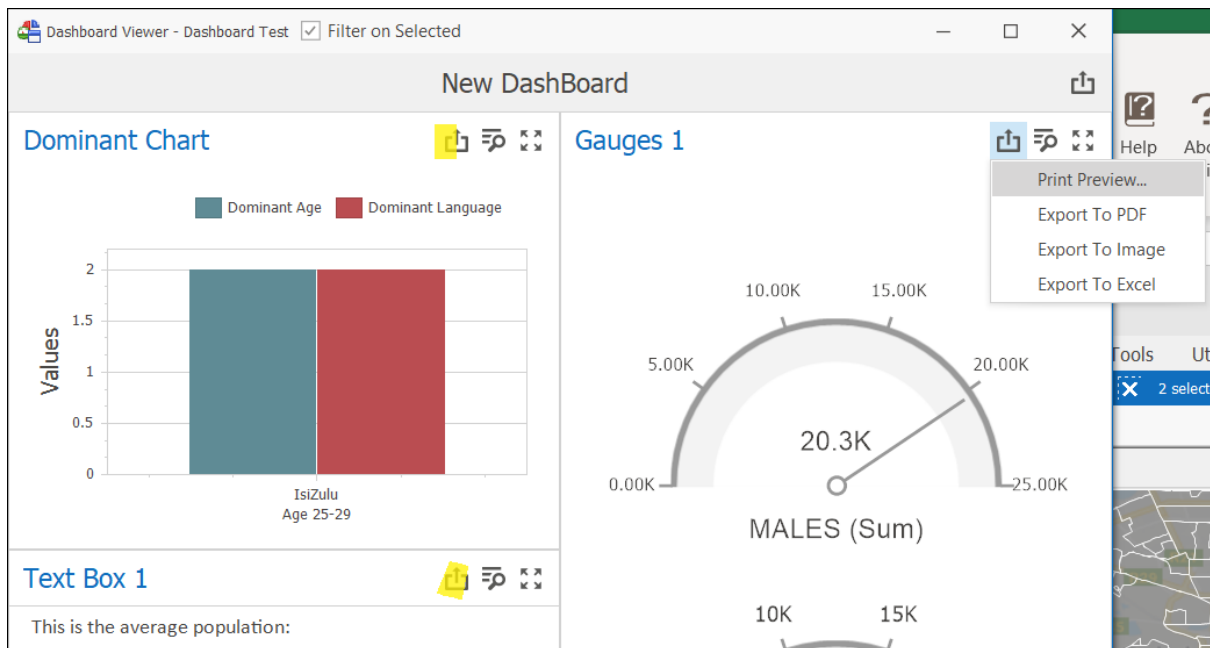 Dashboard Viewer - Dashboard Test Filter on Selected
New DashBoard
Dominant Chart
Gauges 1
Help
Print Preview...
Export To PDF
Export To Image
Export To Excel
Dominant Age Dominant Language
Values
2
1.5
1
0.5
0
IsiZulu
Age 25-29
0.00K
5.00K
10.00K
15.00K
20.00K
25.00K
20.3K
MALES (Sum)
Tools
2 select
Text Box 1
This is the average population:
10K
15K